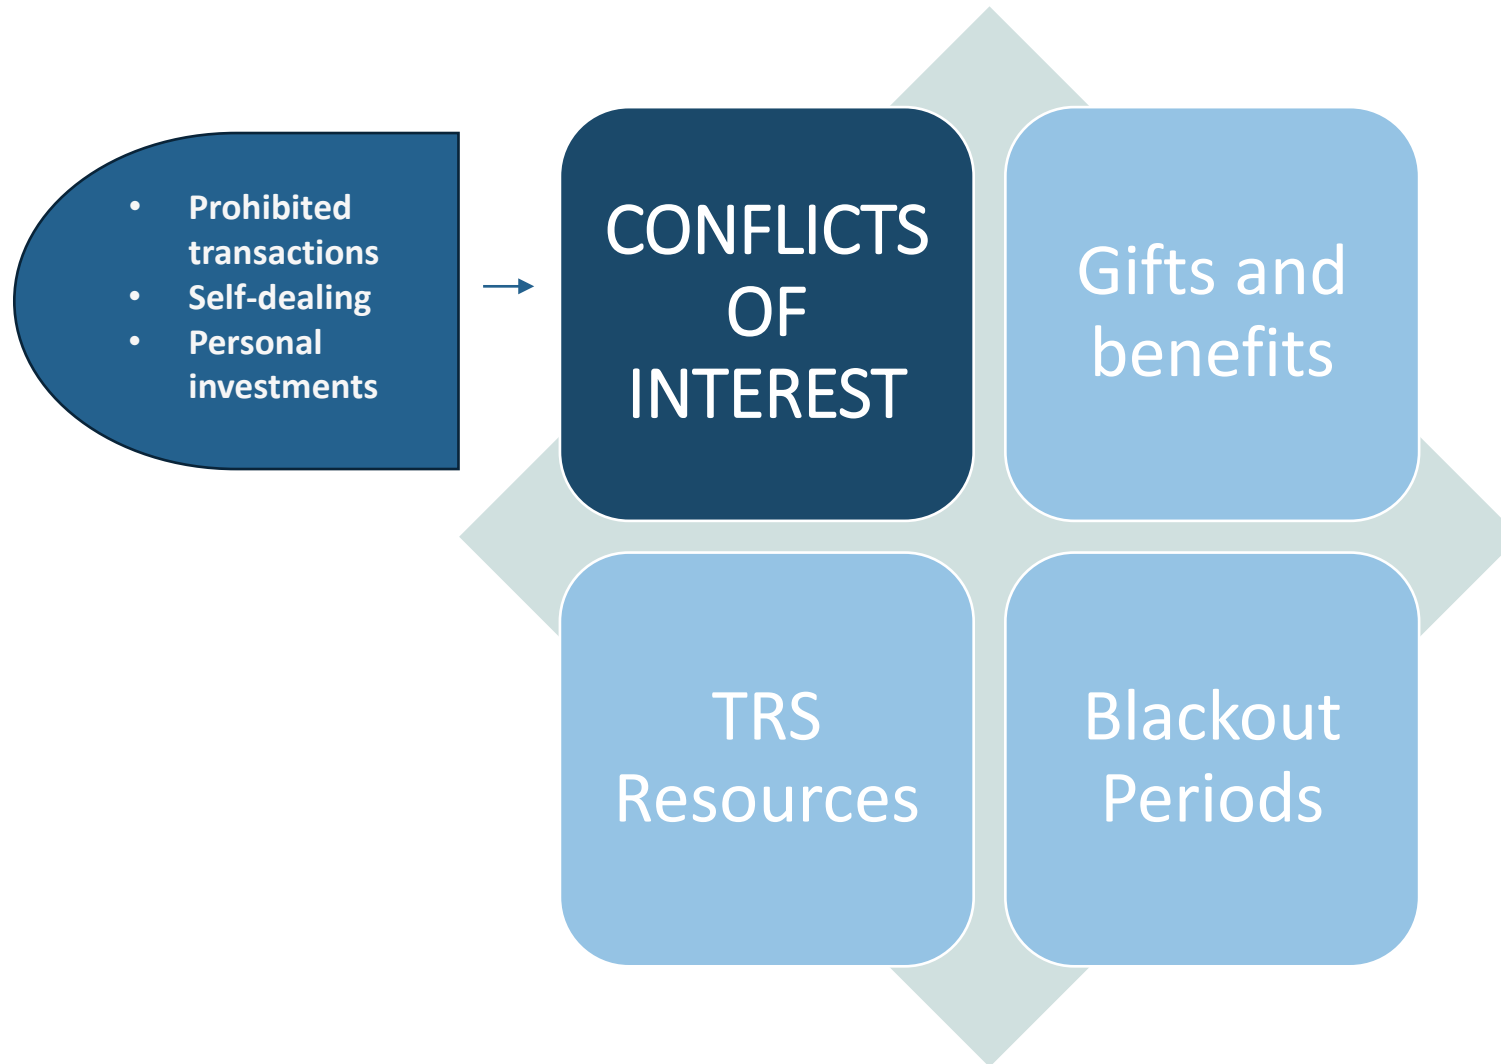 • Prohibited
transactions
• Self-dealing
• Personal
investments
CONFLICTS
OF
INTEREST
Gifts and
benefits
TRS
Resources
Blackout
Periods